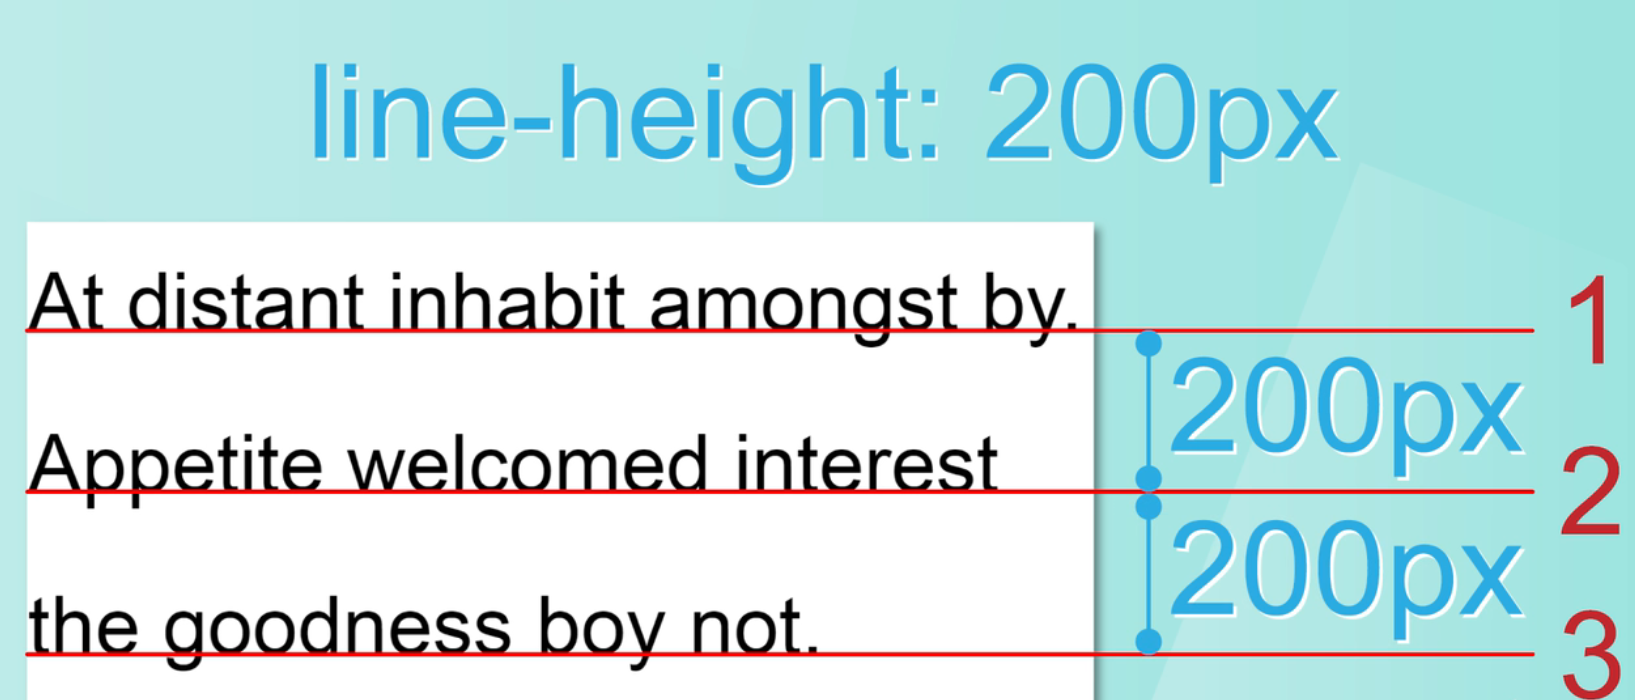 line-height: 200px
At distant inhabit amongst by.
1
200px
Appetite welcomed interest
2
200px
the goodness boy not.
3